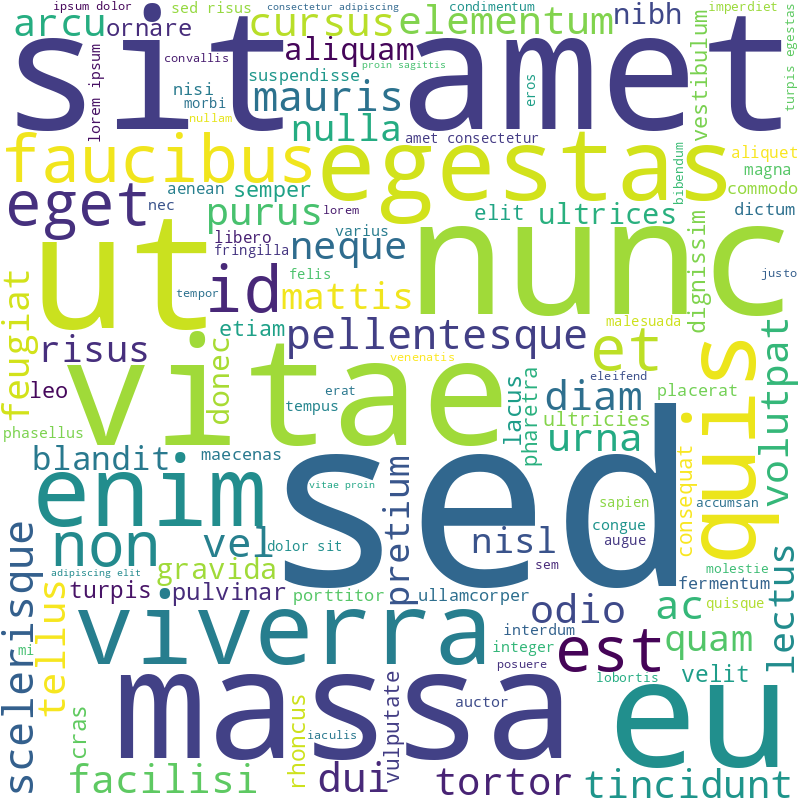 ipsum dolor
arcu
ornare
sed risus
consectetur adipiscing
cursus
condimentum
elementum
nibh
imperdiet
turpis egestas
vestibulum
lorem ipsum
convallis
aliquam
proin sagittis
suspendisse
sit amet
nisi
morbi
nullam
mauris
eros
nulla
amet consectetur
faucibus
egestas
bibendum
aliquet
magna
commodo
eget
nec
aenean
semper
purus
lorem
elit
ultrices
dictum
dignissim
libero
fringilla
varius
neque
ut
nunc
justo
feugiat
tempor
id
felis
mattis
etiam
pellentesque
malesuada
et
risus
donec
venenatis
quis
volutpat
leo
vitae
erat
tempus
eleifend
diam
placerat
lacus
pharetra
ultricies
urna
phasellus
blandit
maecenas
consequat
enim
vitae proin
sed
pretium
sapien
accumsan
scelerisque
non
vel
dolor sit
nisl
congue
augue
gravida
adipiscing elit
sem
molestie
fermentum
lectus
tellus
turpis
pulvinar
porttitor
ullamcorper
odio
ac
quisque
viverra
interdum
integer
posuere
est
quam
mi
velit
lobortis
massa
eu
cras
rhoncus
vulputate
auctor
iaculis
facilisi
dui
tortor
tincidunt